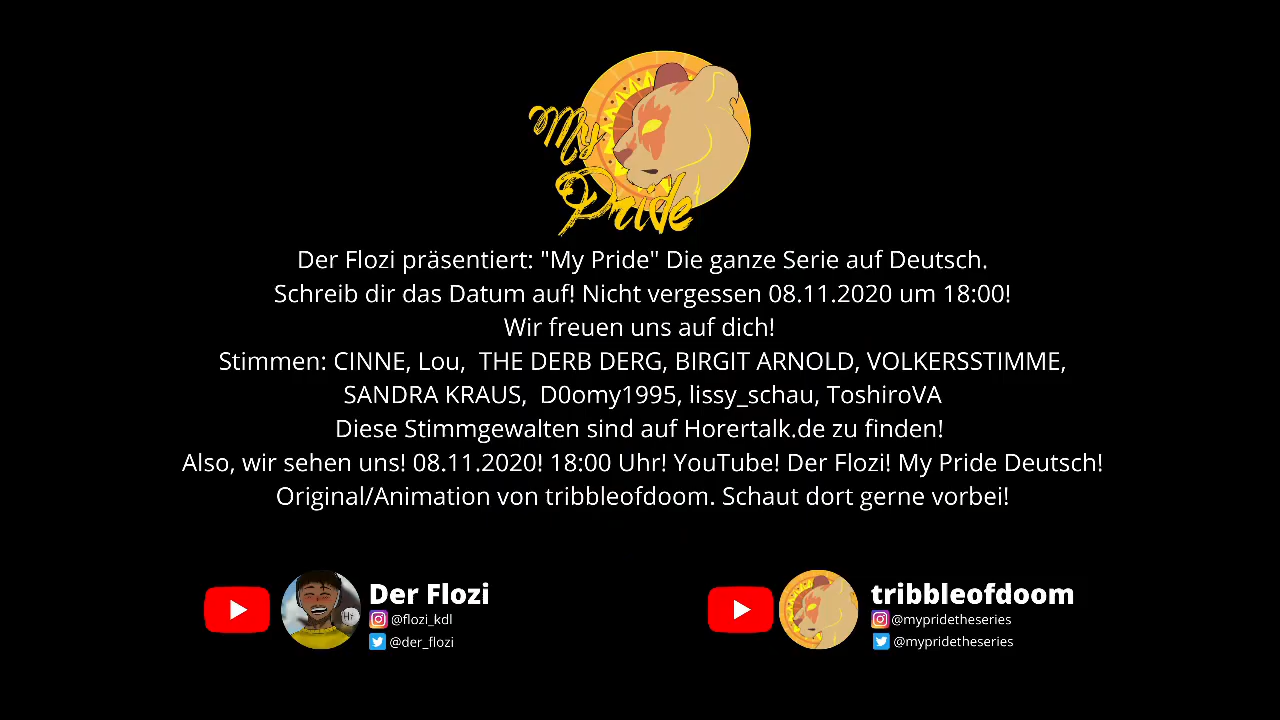 My
Pride
Der Flozi präsentiert: "My Pride" Die ganze Serie auf Deutsch.
Schreib dir das Datum auf! Nicht vergessen 08.11.2020 um 18:00!
Wir freuen uns auf dich!
Stimmen: CINNE, Lou,  THE DERB DERG, BIRGIT ARNOLD, VOLKERSSTIMME,
SANDRA KRAUS,  D0omy1995, lissy_schau, ToshiroVA
Diese Stimmgewalten sind auf Horertalk.de zu finden!
Also, wir sehen uns! 08.11.2020! 18:00 Uhr! YouTube! Der Flozi! My Pride Deutsch!
Original/Animation von tribbleofdoom. Schaut dort gerne vorbei!
Hi
Der Flozi
@flozi_kdl
@der_flozi
tribbleofdoom
@mypridetheseries
@mypridetheseries